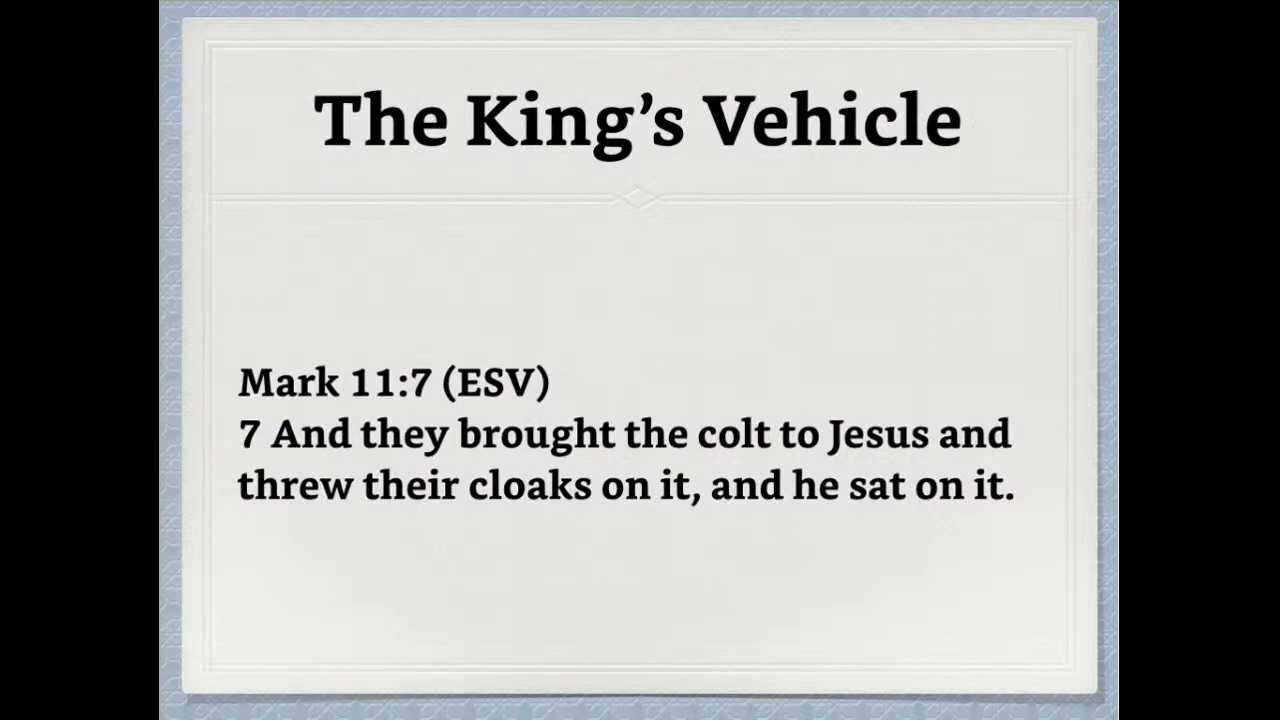 The King’s Vehicle
Mark 11:7 (ESV)
7 And they brought the colt to Jesus and
threw their cloaks on it, and he sat on it.